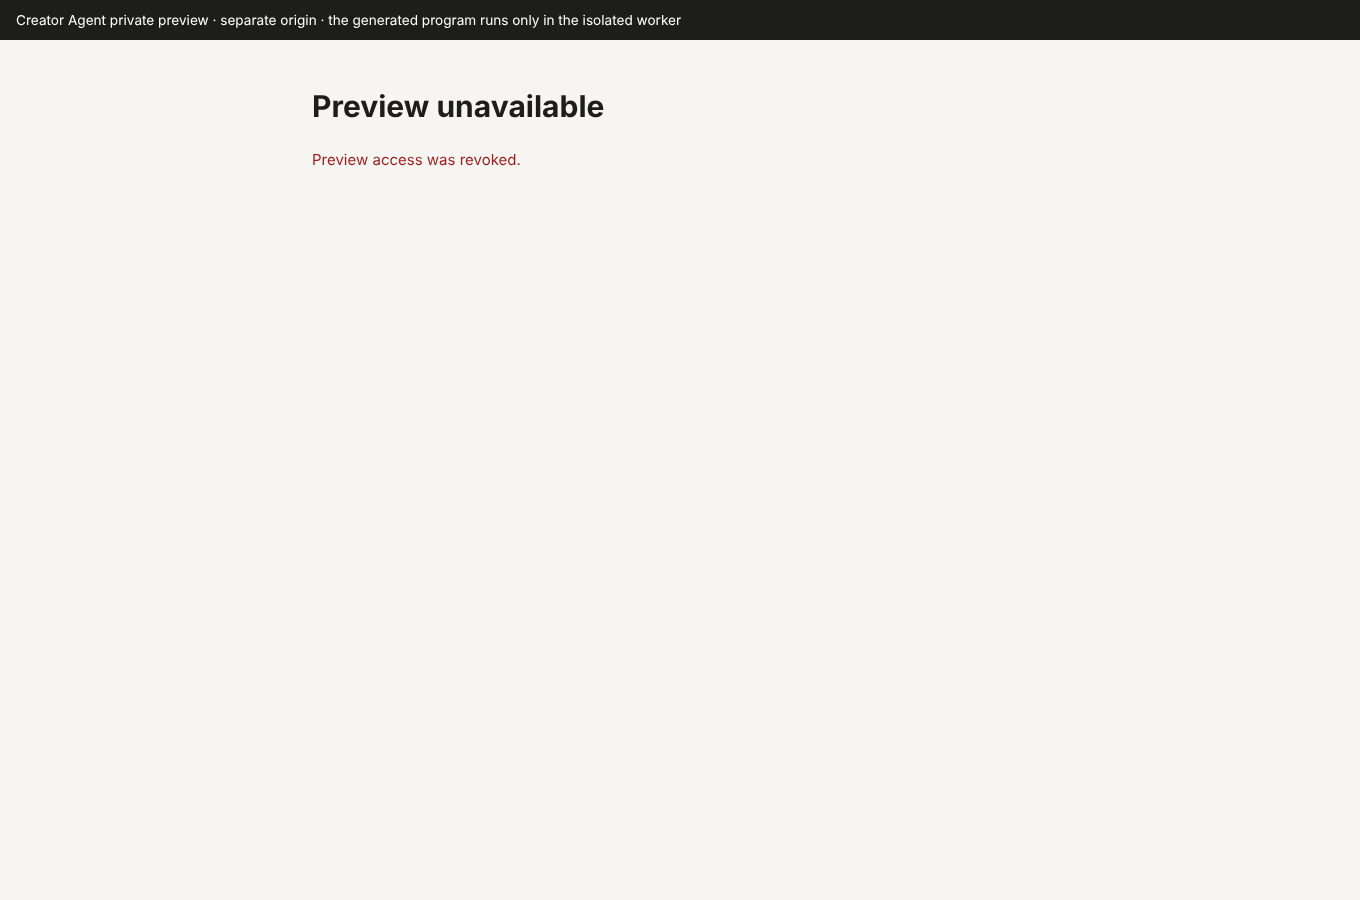 Creator Agent private preview · separate origin · the generated program runs only in the isolated worker
Preview unavailable
Preview access was revoked.